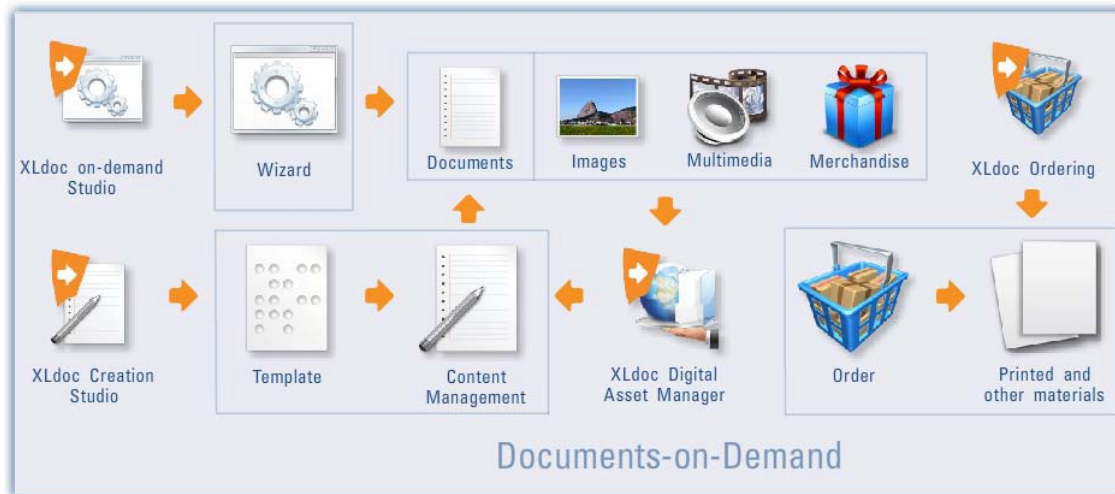 XLdoc on-demand
Studio
Wizard
Documents
Images
Multimedia
Merchandise
XLdoc Ordering
XLdoc Creation
Studio
Template
Content
Management
XLdoc Digital
Asset Manager
Order
Printed and
other materials
Documents-on-Demand